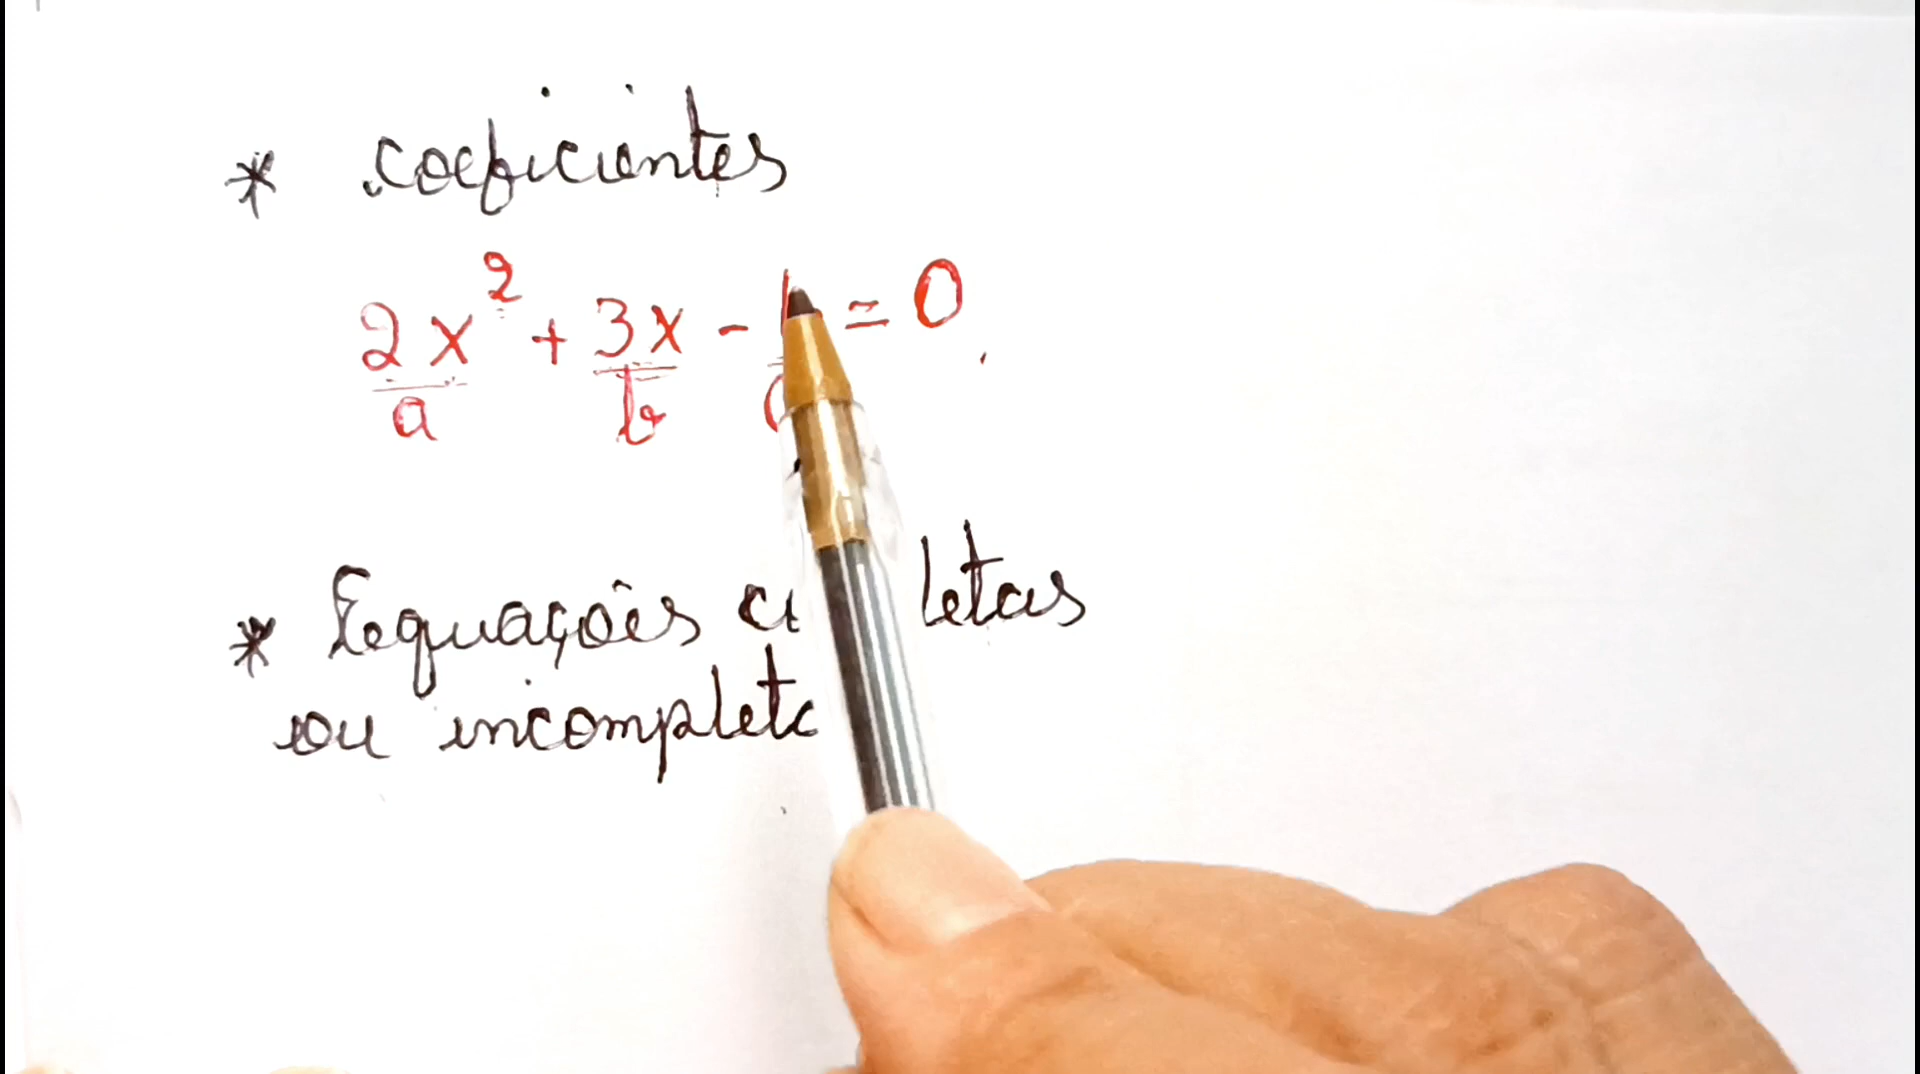 * coeficientes
2x² + 3x - = 0
a b
* Equações letas
ou incomplet